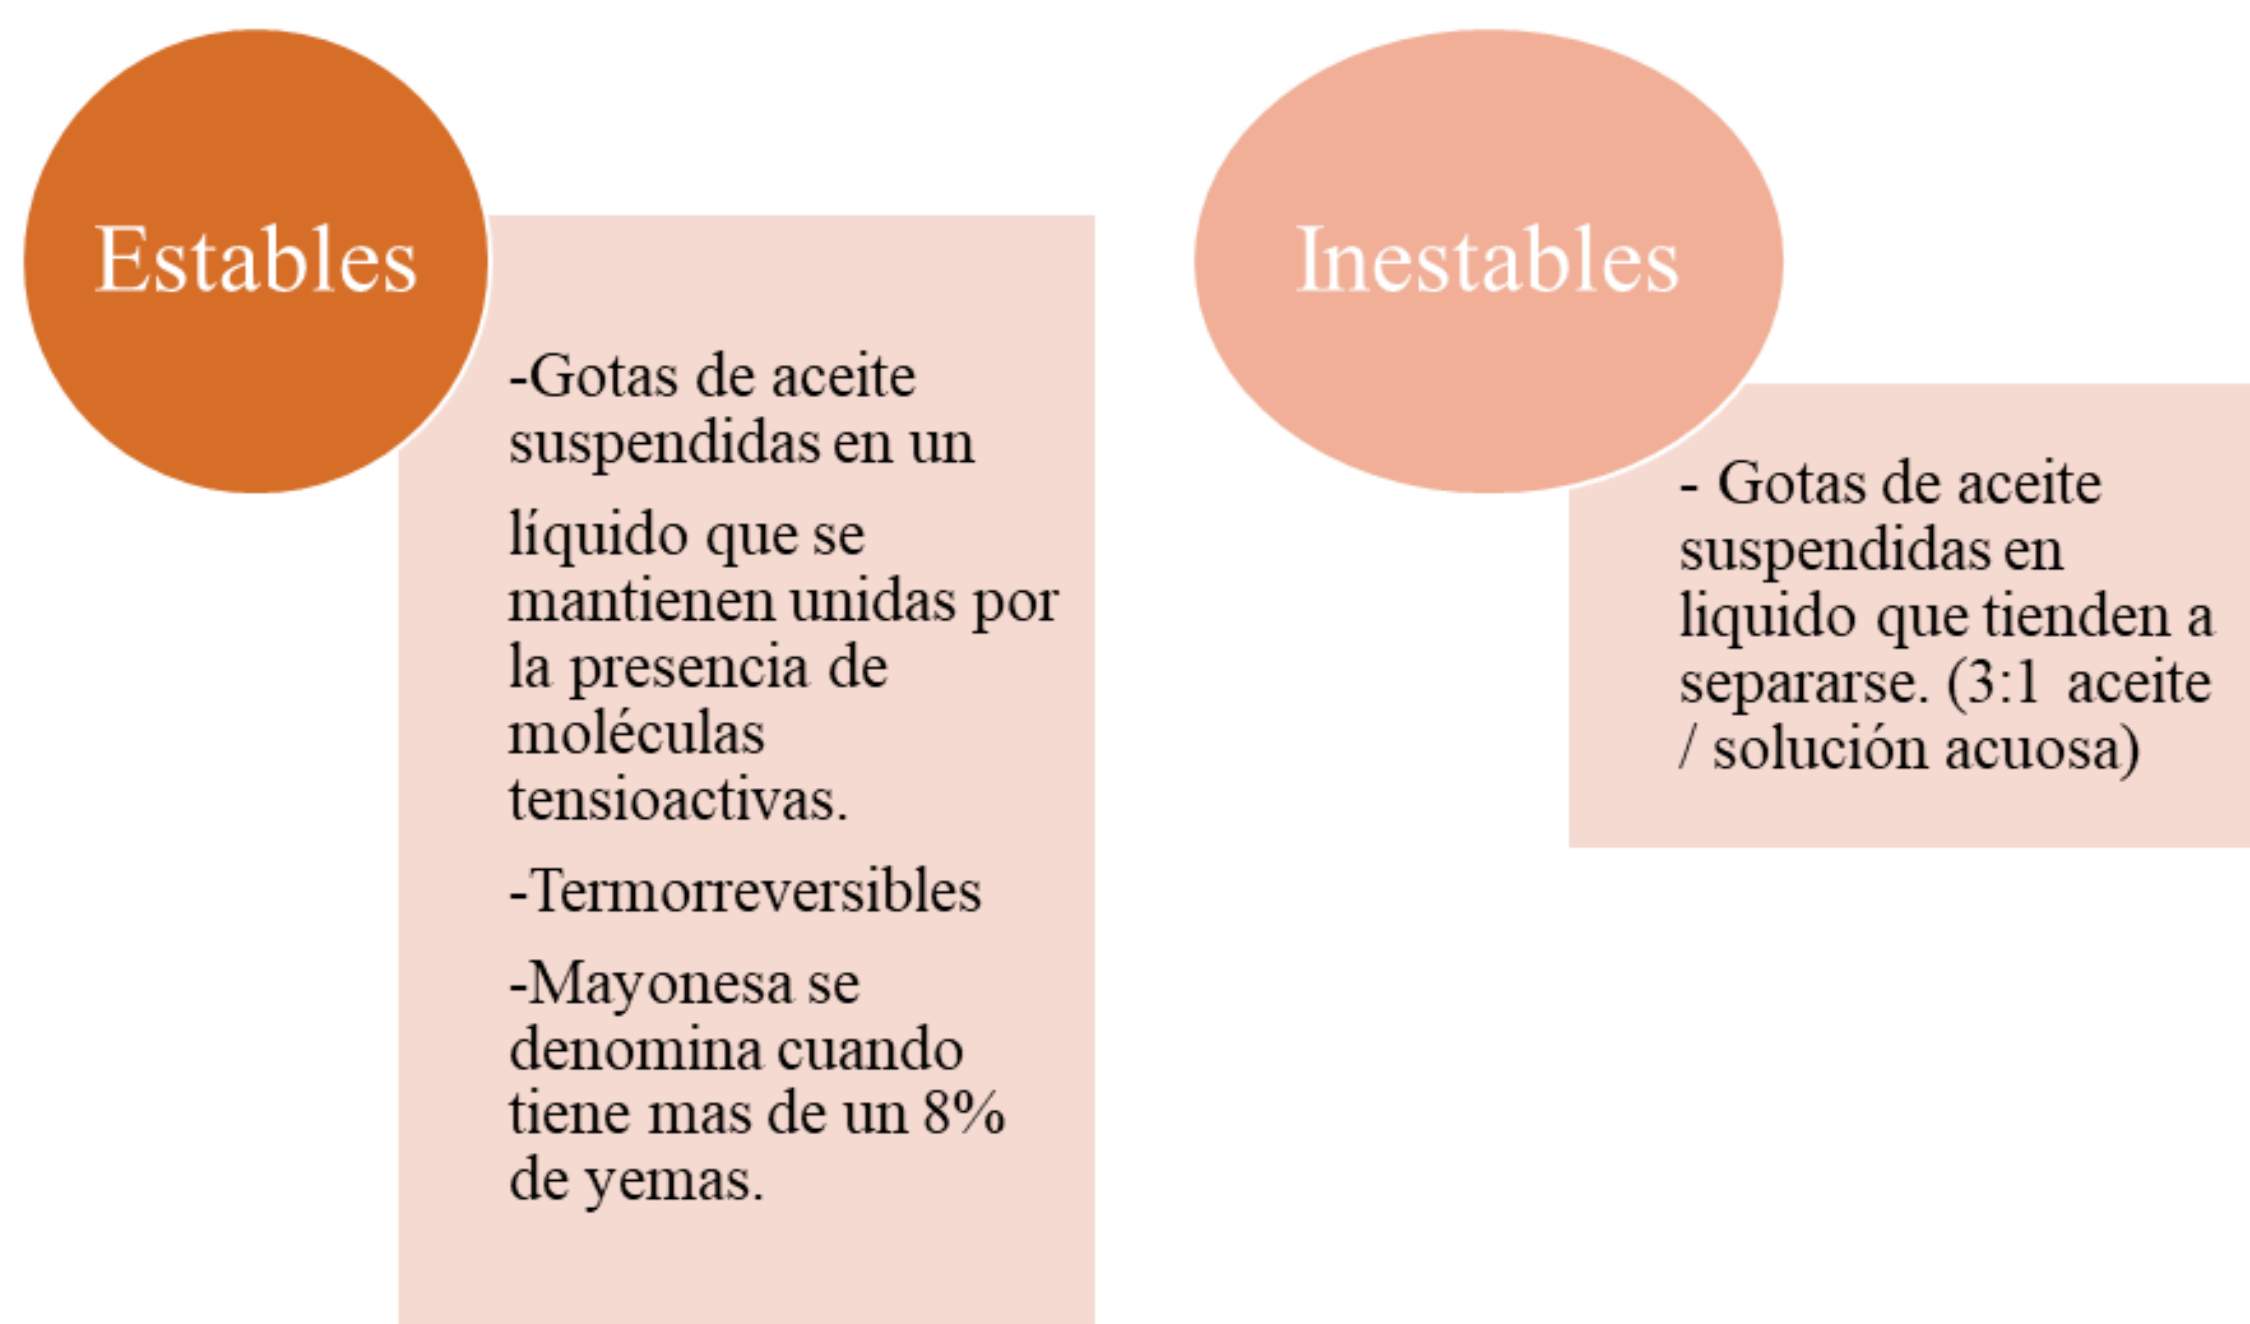 Estables
-Gotas de aceite
suspendidas en un
líquido que se
mantienen unidas por
la presencia de
moléculas
tensioactivas.
-Termorreversibles
-Mayonesa se
denomina cuando
tiene mas de un 8%
de yemas.
Inestables
- Gotas de aceite
suspendidas en
liquido que tienden a
separarse. (3:1 aceite
/ solución acuosa)